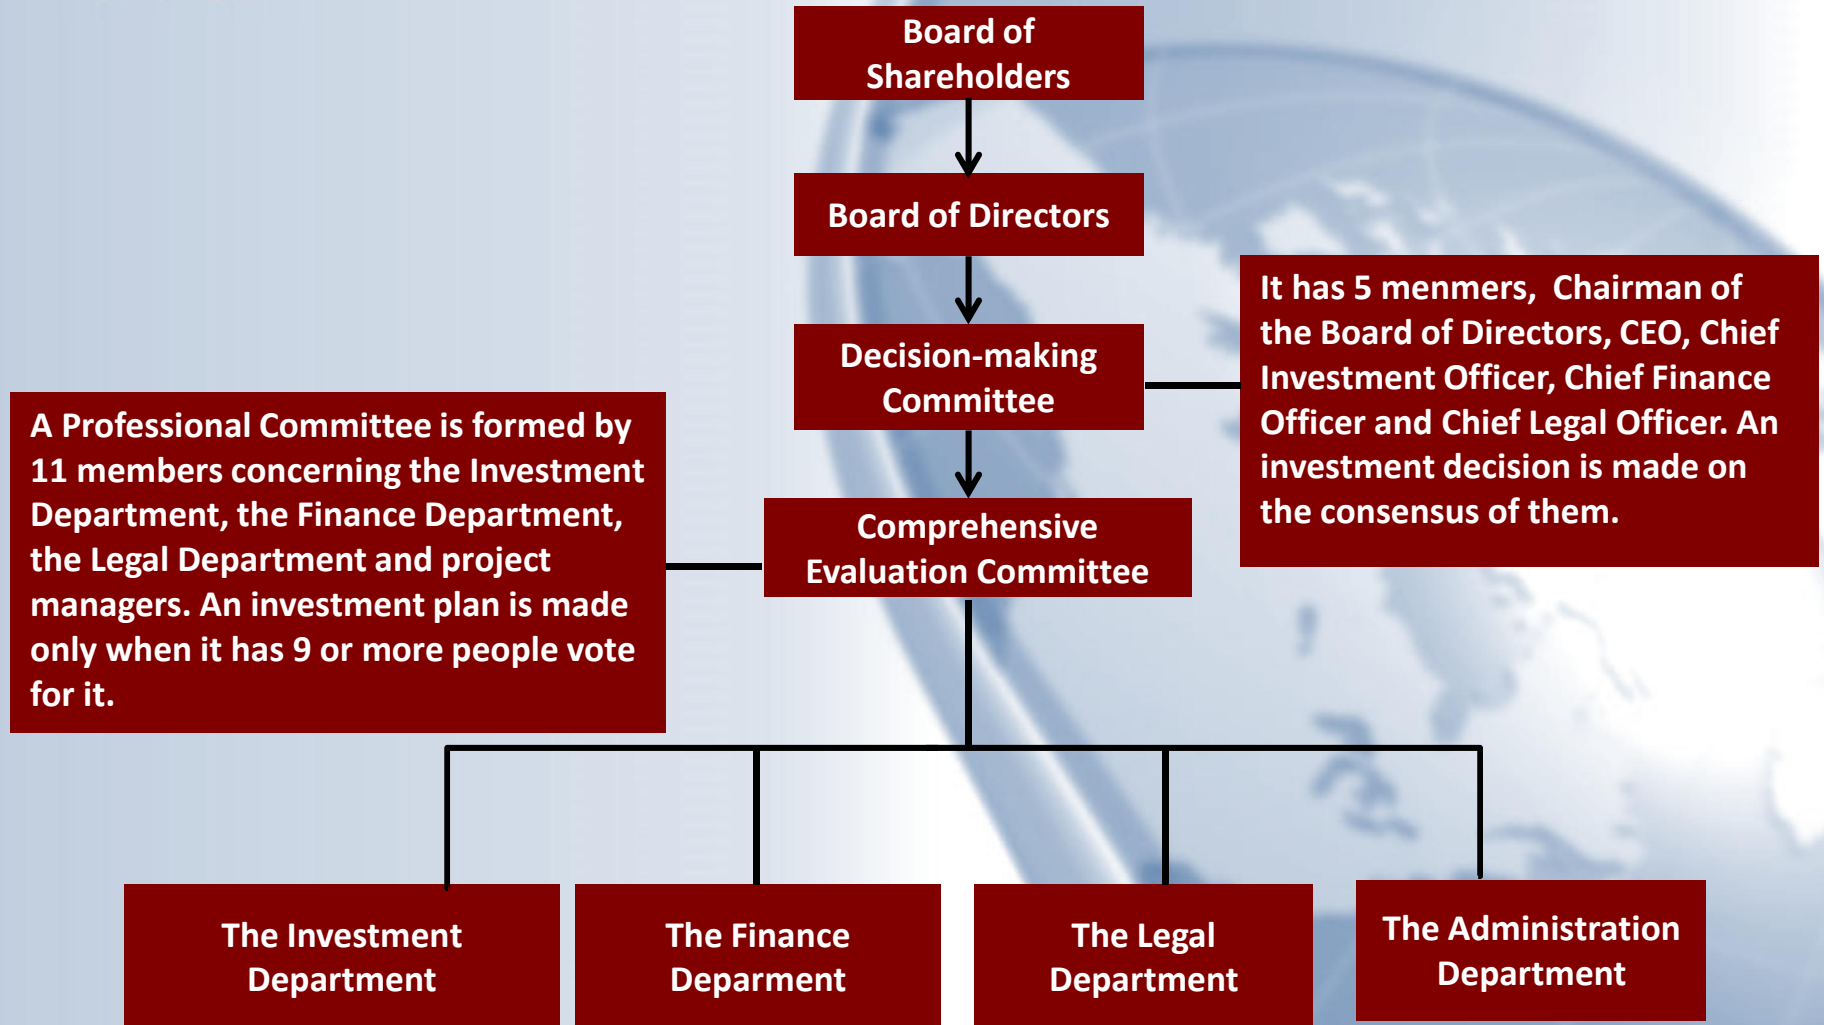 Board of
Shareholders
Board of Directors
Decision-making
Committee
It has 5 menmers,  Chairman of
the Board of Directors, CEO, Chief
Investment Officer, Chief Finance
Officer and Chief Legal Officer. An
investment decision is made on
the consensus of them.
A Professional Committee is formed by
11 members concerning the Investment
Department, the Finance Department,
the Legal Department and project
managers. An investment plan is made
only when it has 9 or more people vote
for it.
Comprehensive
Evaluation Committee
The Investment
Department
The Finance
Deparment
The Legal
Department
The Administration
Department